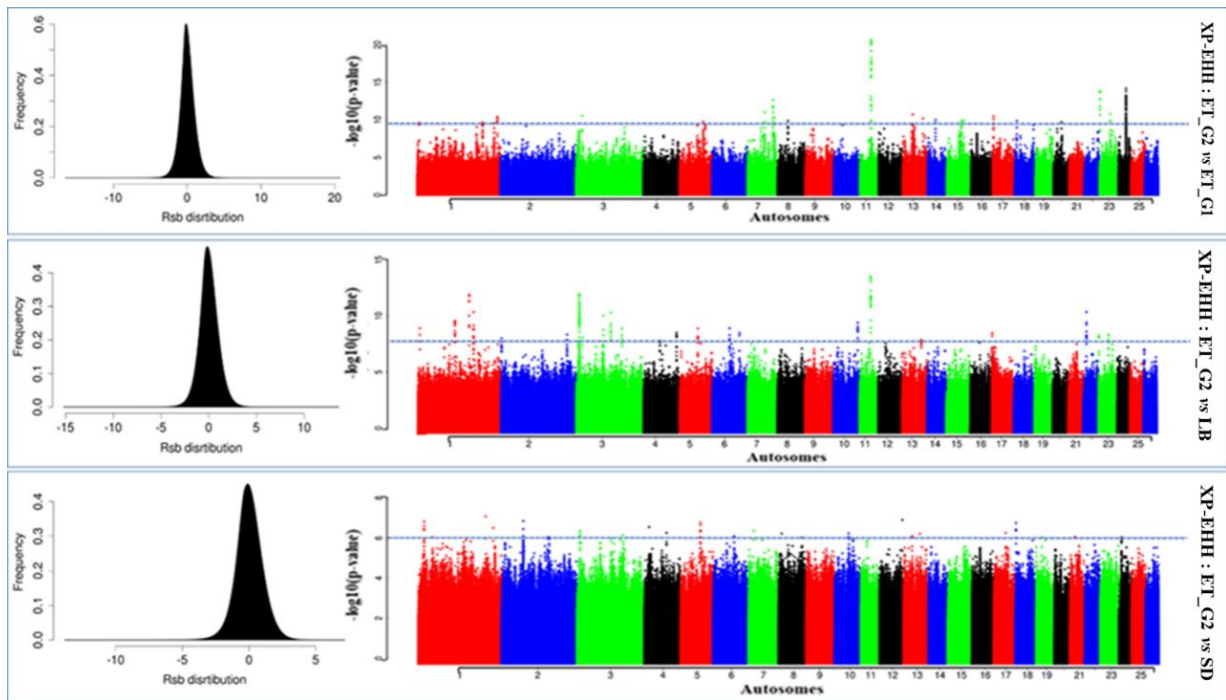 Frequency
0.0 0.2 0.4 0.6
-10 0 10 20
Rsb disrtibution
-log10(p-value)
0 5 10 15 20
1 2 3 4 5 6 7 8 9 10 11 12 13 14 15 16 17 18 19 21 23 25
Autosomes
XP-EHH : ET_G2 vs ET_G1
Frequency
0.0 0.1 0.2 0.3 0.4
-15 -10 -5 0 5 10
Rsb disrtibution
-log10(p-value)
0 5 10 15
1 2 3 4 5 6 7 8 9 10 11 12 13 14 15 16 17 18 19 21 23 25
Autosomes
XP-EHH : ET_G2 vs LB
Frequency
0.0 0.1 0.2 0.3 0.4
-10 -5 0 5
Rsb disrtibution
-log10(p-value)
0 2 4 6 8
1 2 3 4 5 6 7 8 9 10 11 12 13 14 15 16 17 18 19 21 23 25
Autosomes
XP-EHH : ET_G2 vs SD